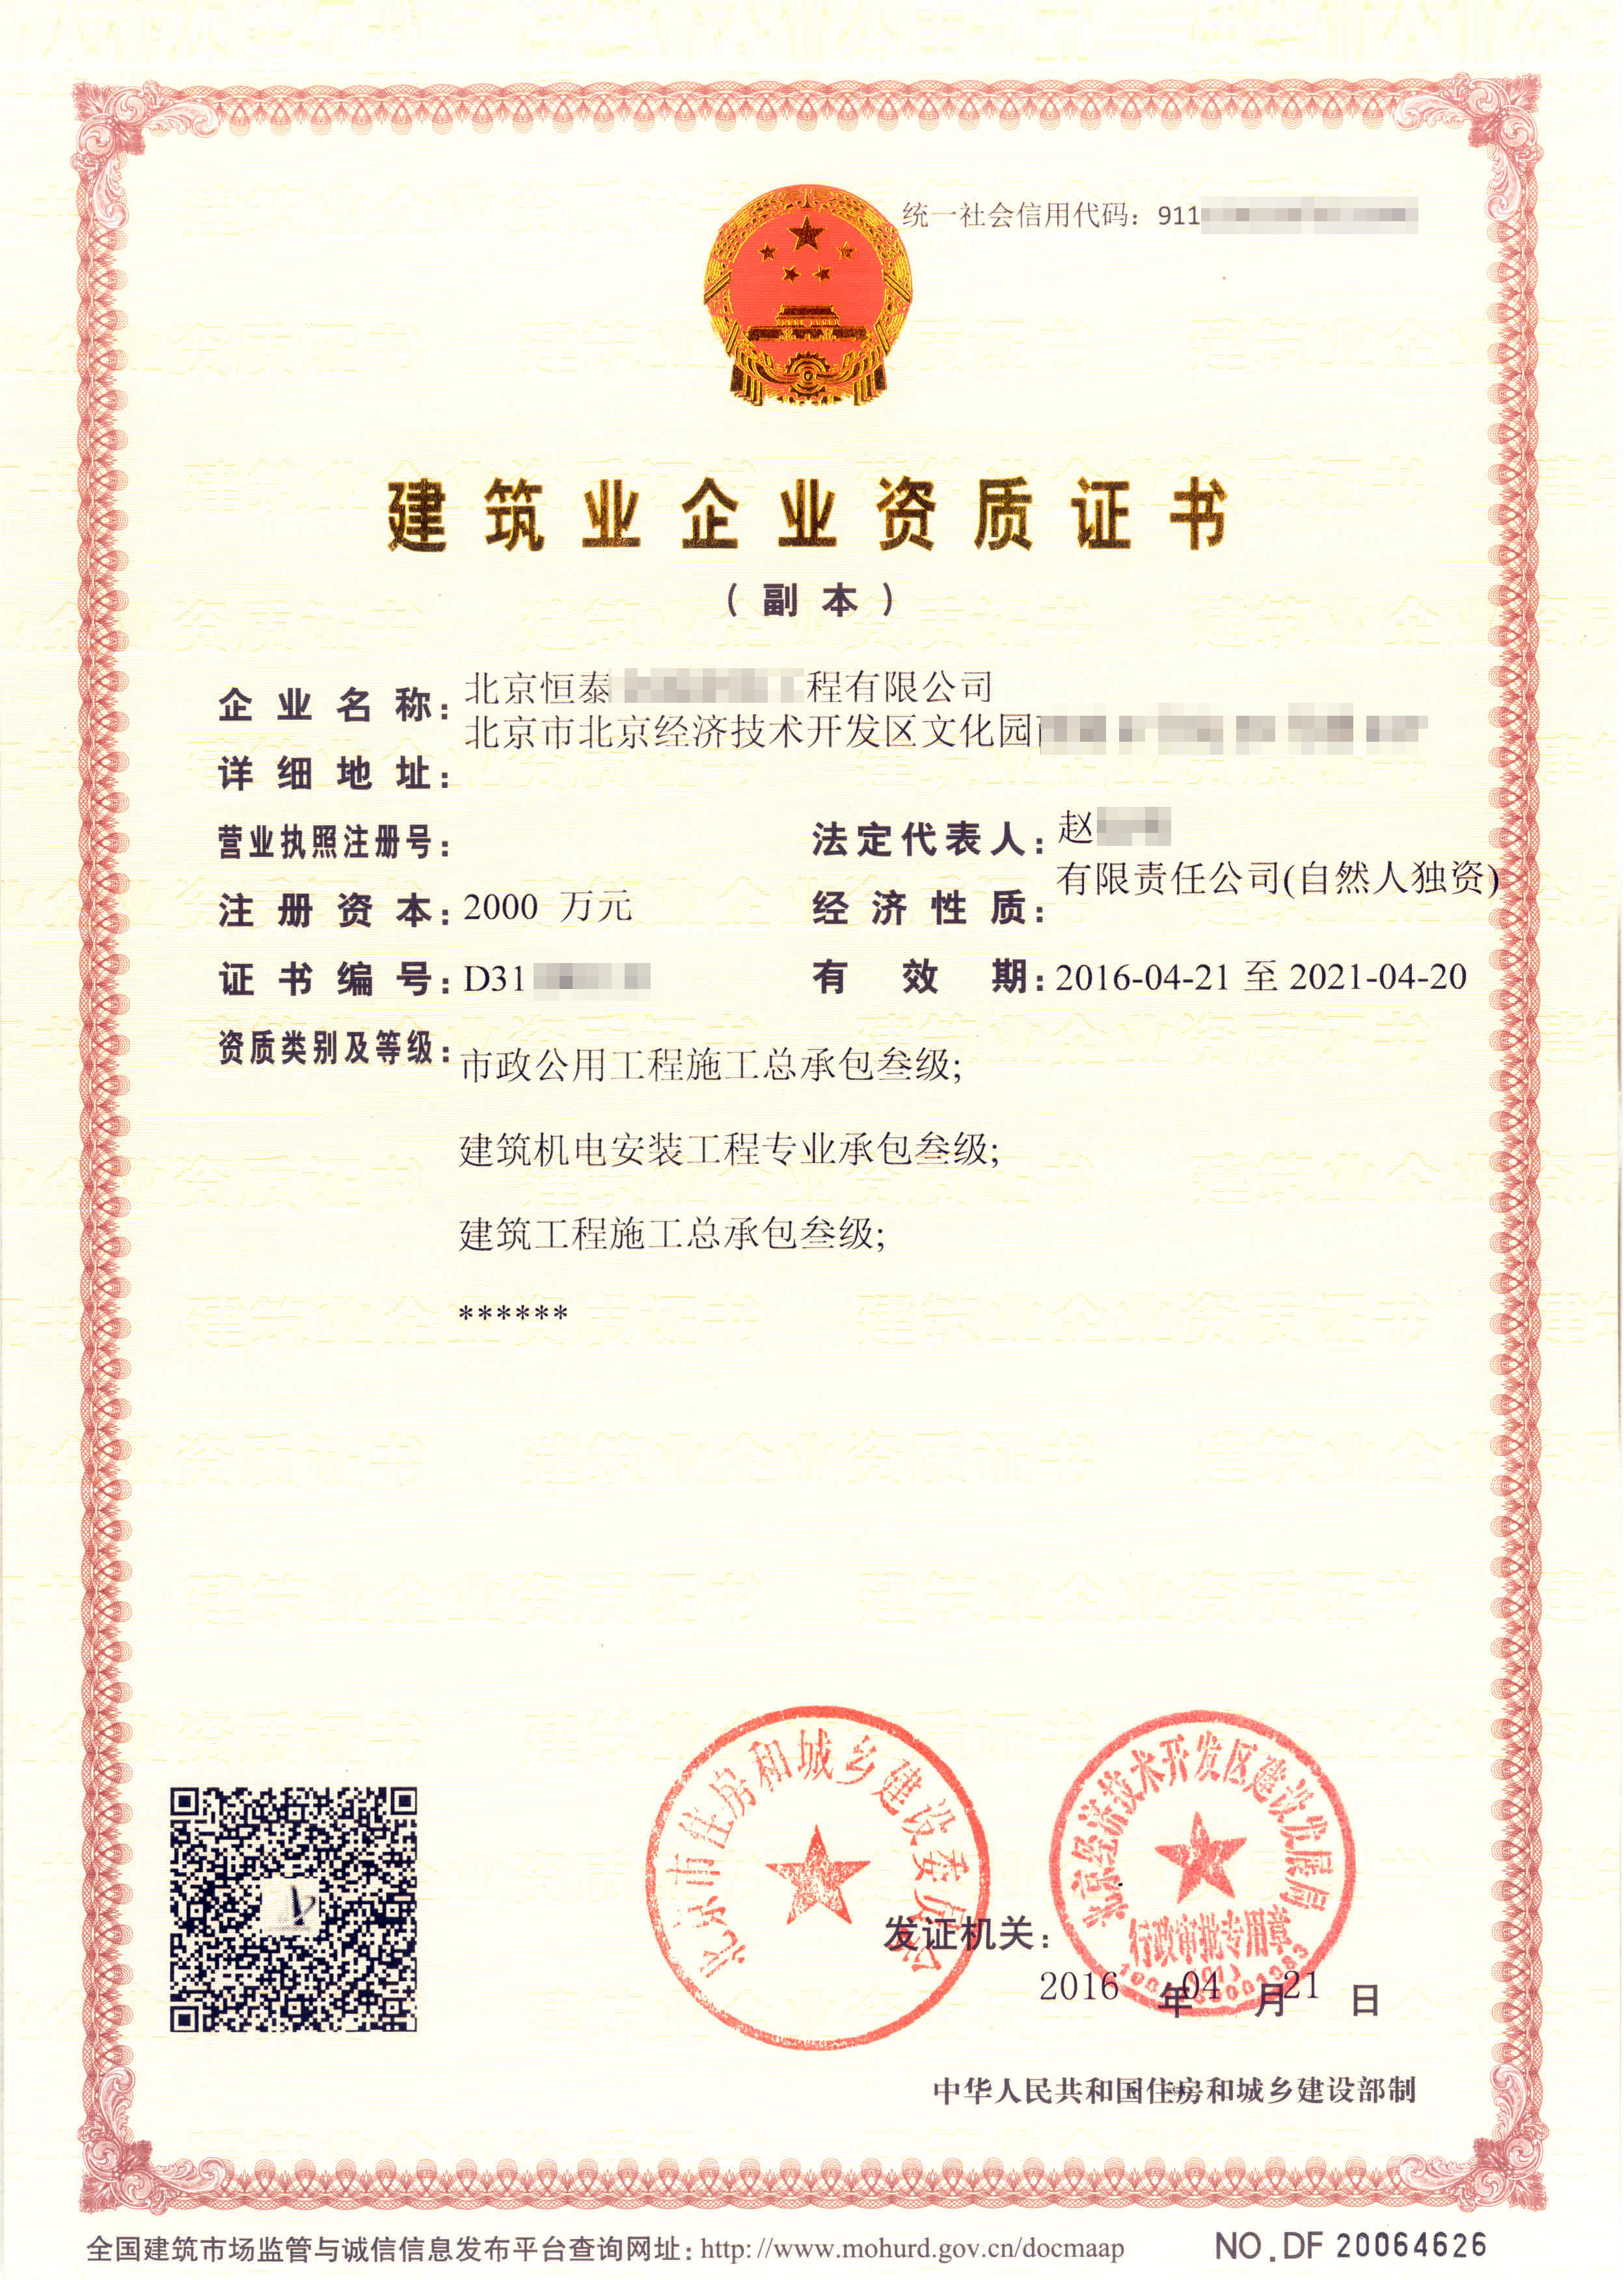 统一社会信用代码：911
建筑业企业资质证书
（副本）
企业名称：北京恒泰 程有限公司
详细地址：北京市北京经济技术开发区文化园
营业执照注册号：
法定代表人：赵
注册资本：2000 万元
经济性质：有限责任公司(自然人独资)
证书编号：D31
有效期：2016-04-21 至 2021-04-20
资质类别及等级：市政公用工程施工总承包叁级;
建筑机电安装工程专业承包叁级;
建筑工程施工总承包叁级;
******
北京市住房和城乡建设委员会
北京经济技术开发区建设发展局
行政审批专用章
发证机关：
2016 年 04 月 21 日
中华人民共和国住房和城乡建设部制
全国建筑市场监管与诚信信息发布平台查询网址：http://www.mohurd.gov.cn/docmaap
NO.DF 20064626